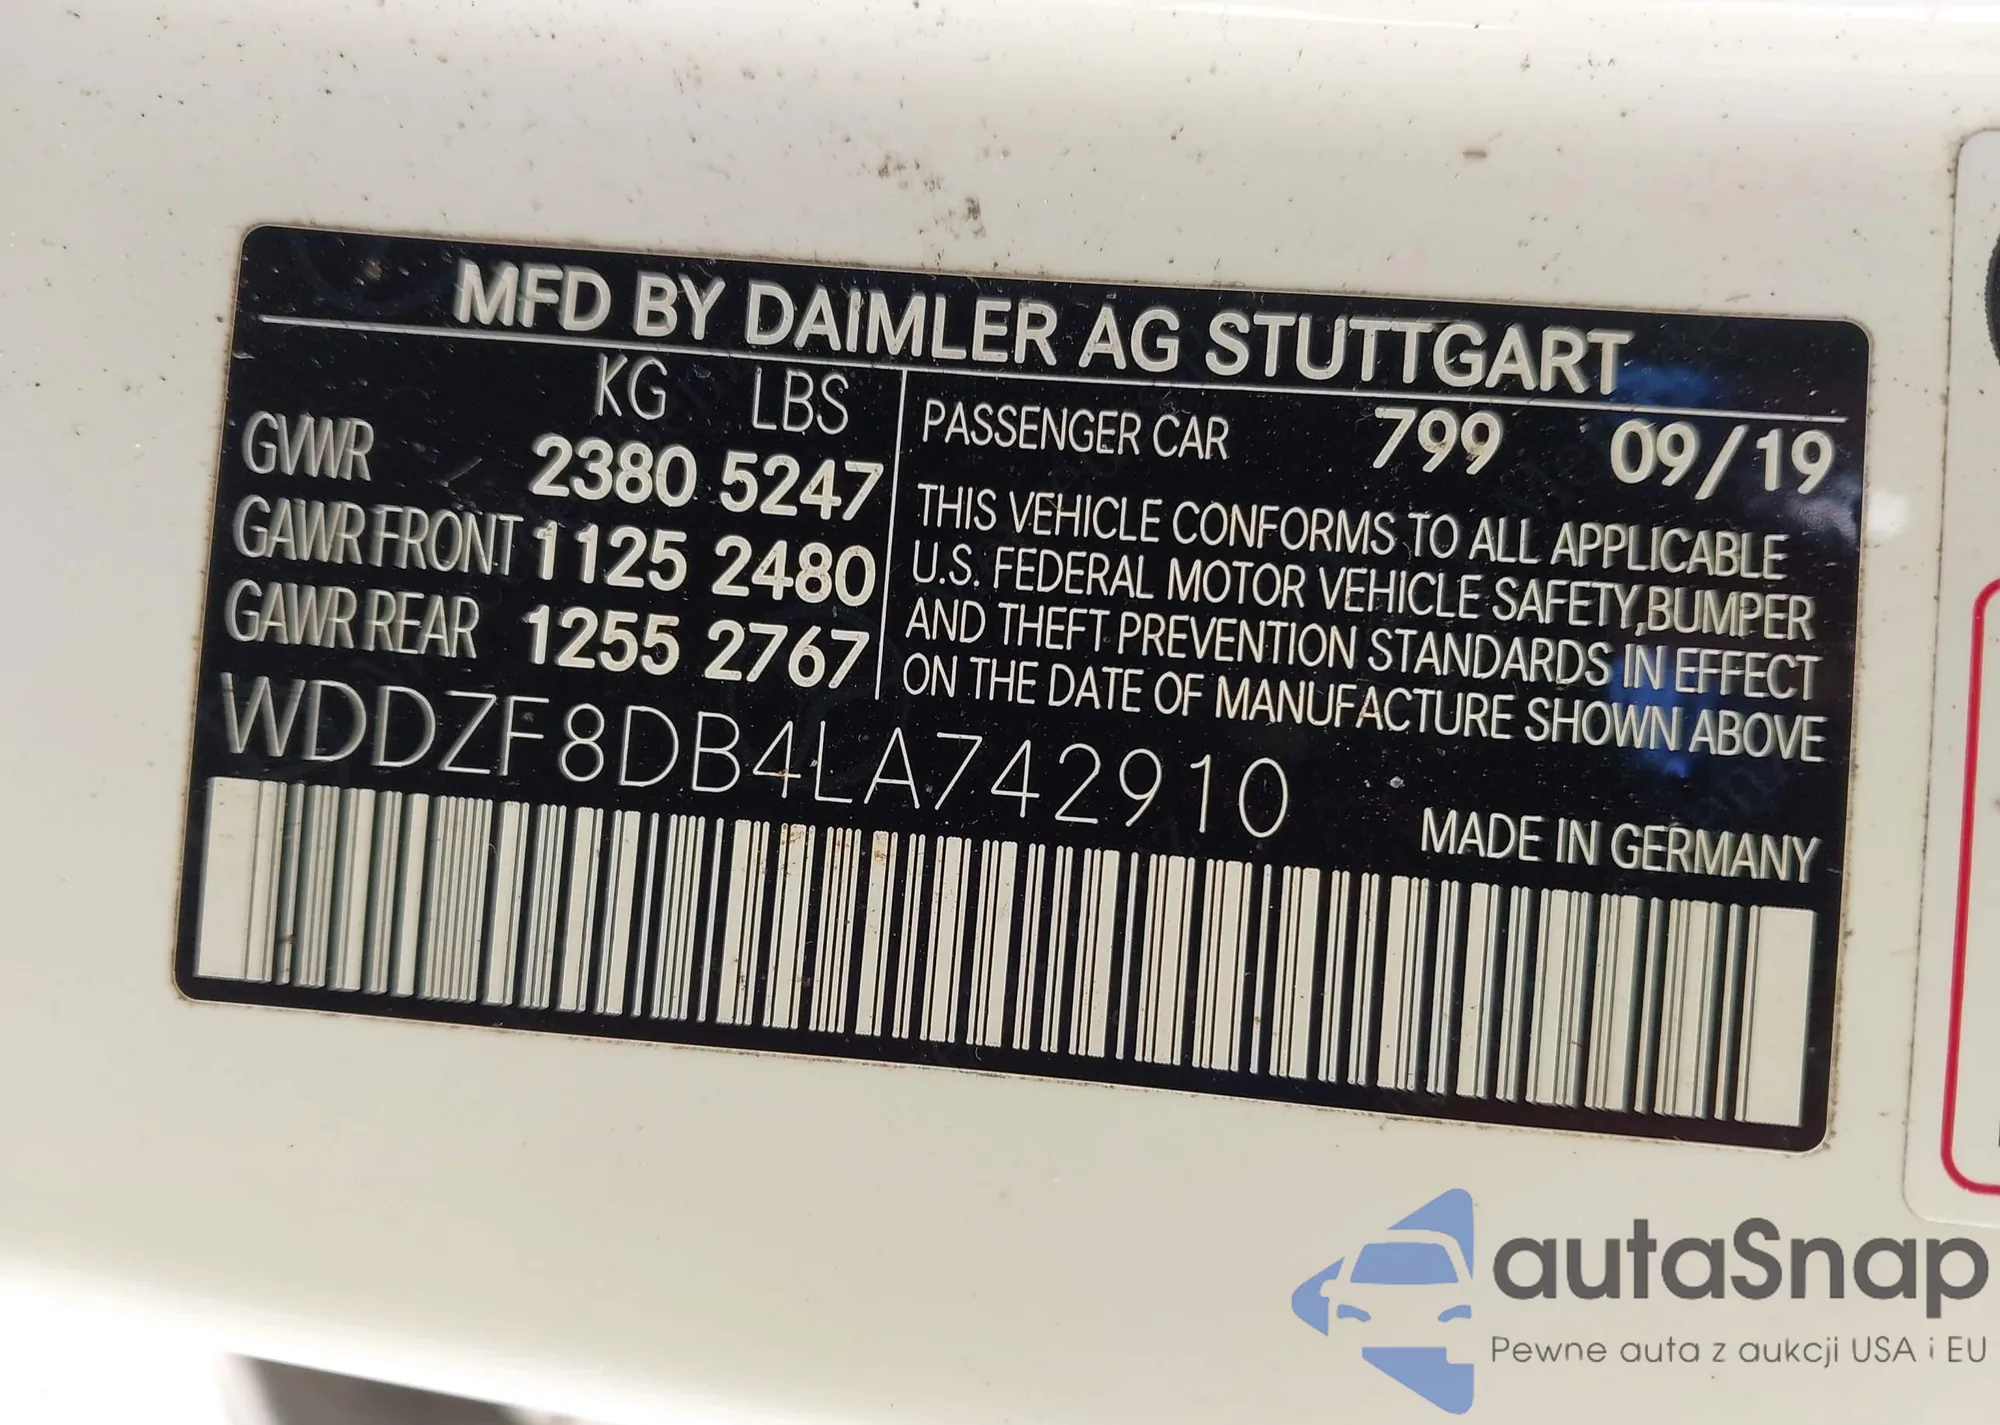 MFD BY DAIMLER AG STUTTGART
KG LBS
GVWR 2380 5247
GAWR FRONT 1125 2480
GAWR REAR 1255 2767
PASSENGER CAR 799 09/19
THIS VEHICLE CONFORMS TO ALL APPLICABLE
U.S. FEDERAL MOTOR VEHICLE SAFETY,BUMPER
AND THEFT PREVENTION STANDARDS IN EFFECT
ON THE DATE OF MANUFACTURE SHOWN ABOVE
WDDZF8DB4LA742910
MADE IN GERMANY
autaSnap
Pewne auta z aukcji USA i EU